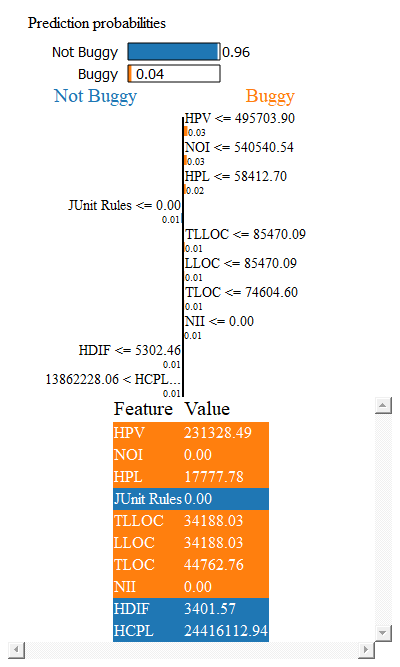 Prediction probabilities
Not Buggy 0.96
Buggy 0.04
Not Buggy Buggy
HPV <= 495703.90
0.03
NOI <= 540540.54
0.03
HPL <= 58412.70
0.02
JUnit Rules <= 0.00
0.01
TLLOC <= 85470.09
0.01
LLOC <= 85470.09
0.01
TLOC <= 74604.60
0.01
NII <= 0.00
0.01
HDIF <= 5302.46
0.01
13862228.06 < HCPL...
0.01
Feature Value
HPV 231328.49
NOI 0.00
HPL 17777.78
JUnit Rules 0.00
TLLOC 34188.03
LLOC 34188.03
TLOC 44762.76
NII 0.00
HDIF 3401.57
HCPL 24416112.94